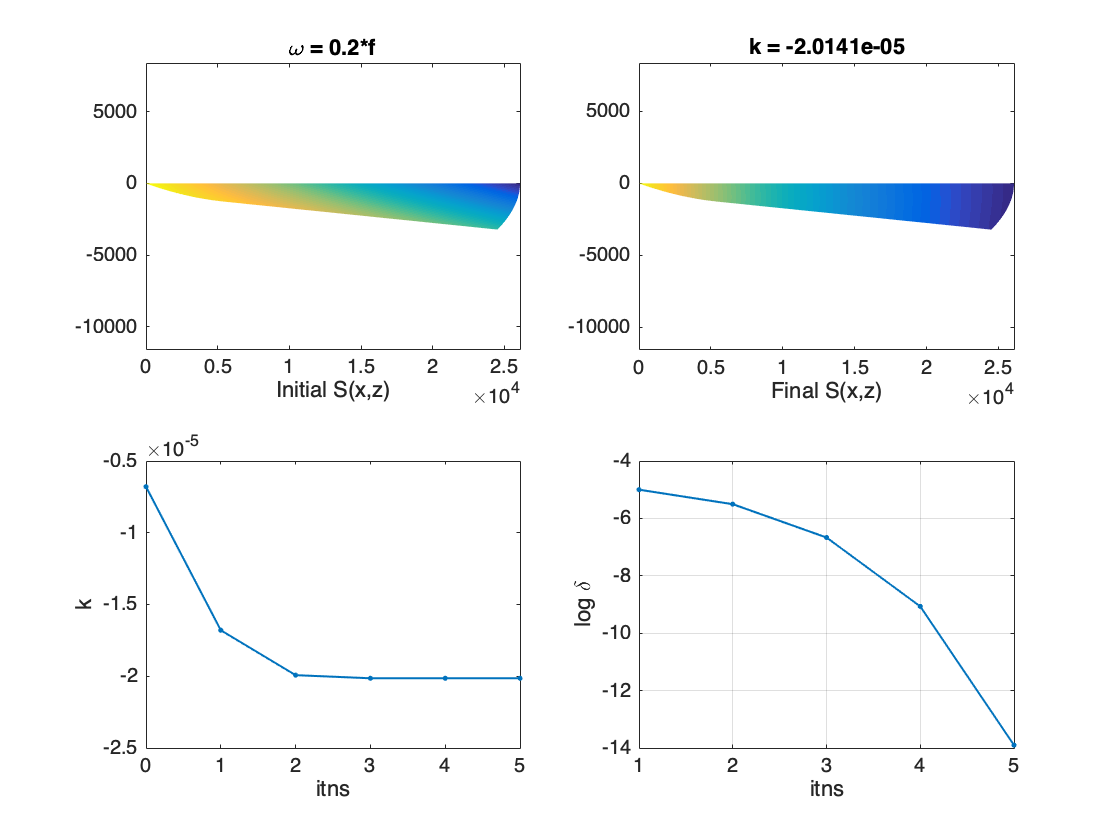 ω = 0.2*f
5000
0
-5000
-10000
0 0.5 1 1.5 2 2.5
×10^4
Initial S(x,z)
k = -2.0141e-05
5000
0
-5000
-10000
0 0.5 1 1.5 2 2.5
×10^4
Final S(x,z)
×10^-5
-0.5
-1
-1.5
-2
-2.5
k
0 1 2 3 4 5
itns
-4
-6
-8
-10
-12
-14
log δ
1 2 3 4 5
itns